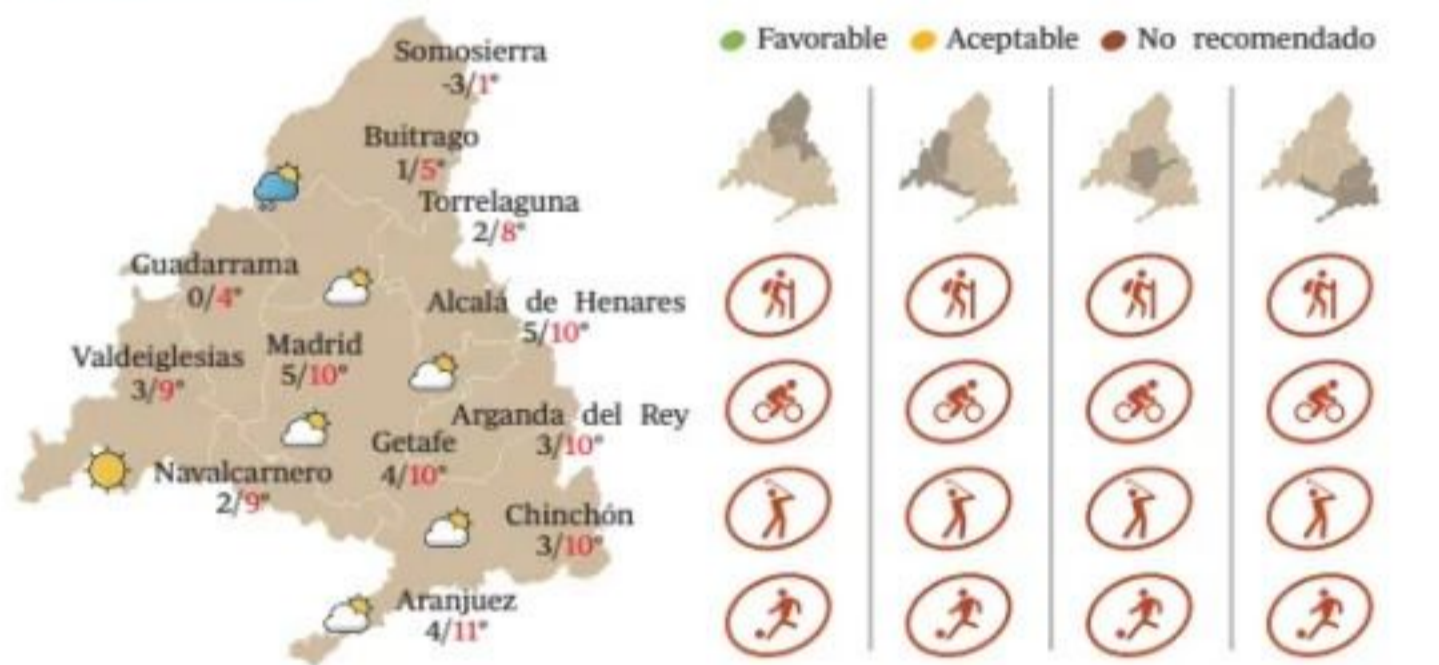 Somosierra
-3/1°
Buitrago
1/5°
Torrelaguna
2/8°
Guadarrama
0/4°
Alcalá de Henares
5/10°
Valdeiglesias
3/9°
Madrid
5/10°
Arganda del Rey
3/10°
Getafe
4/10°
Navalcarnero
2/9°
Chinchón
3/10°
Aranjuez
4/11°
Favorable Aceptable No recomendado